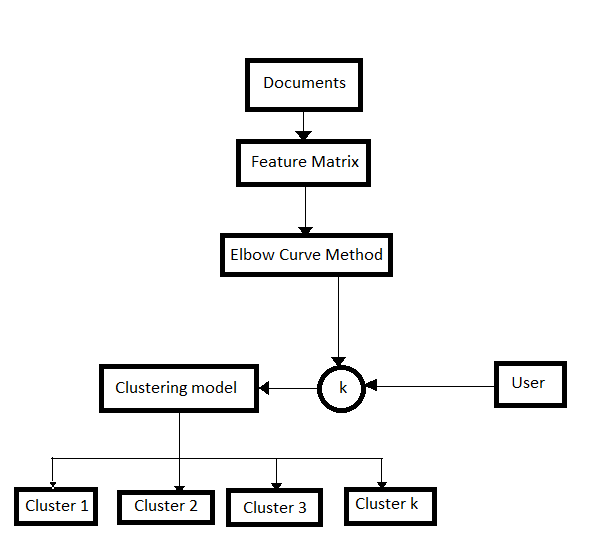 Documents
Feature Matrix
Elbow Curve Method
Clustering model
k
User
Cluster 1
Cluster 2
Cluster 3
Cluster k